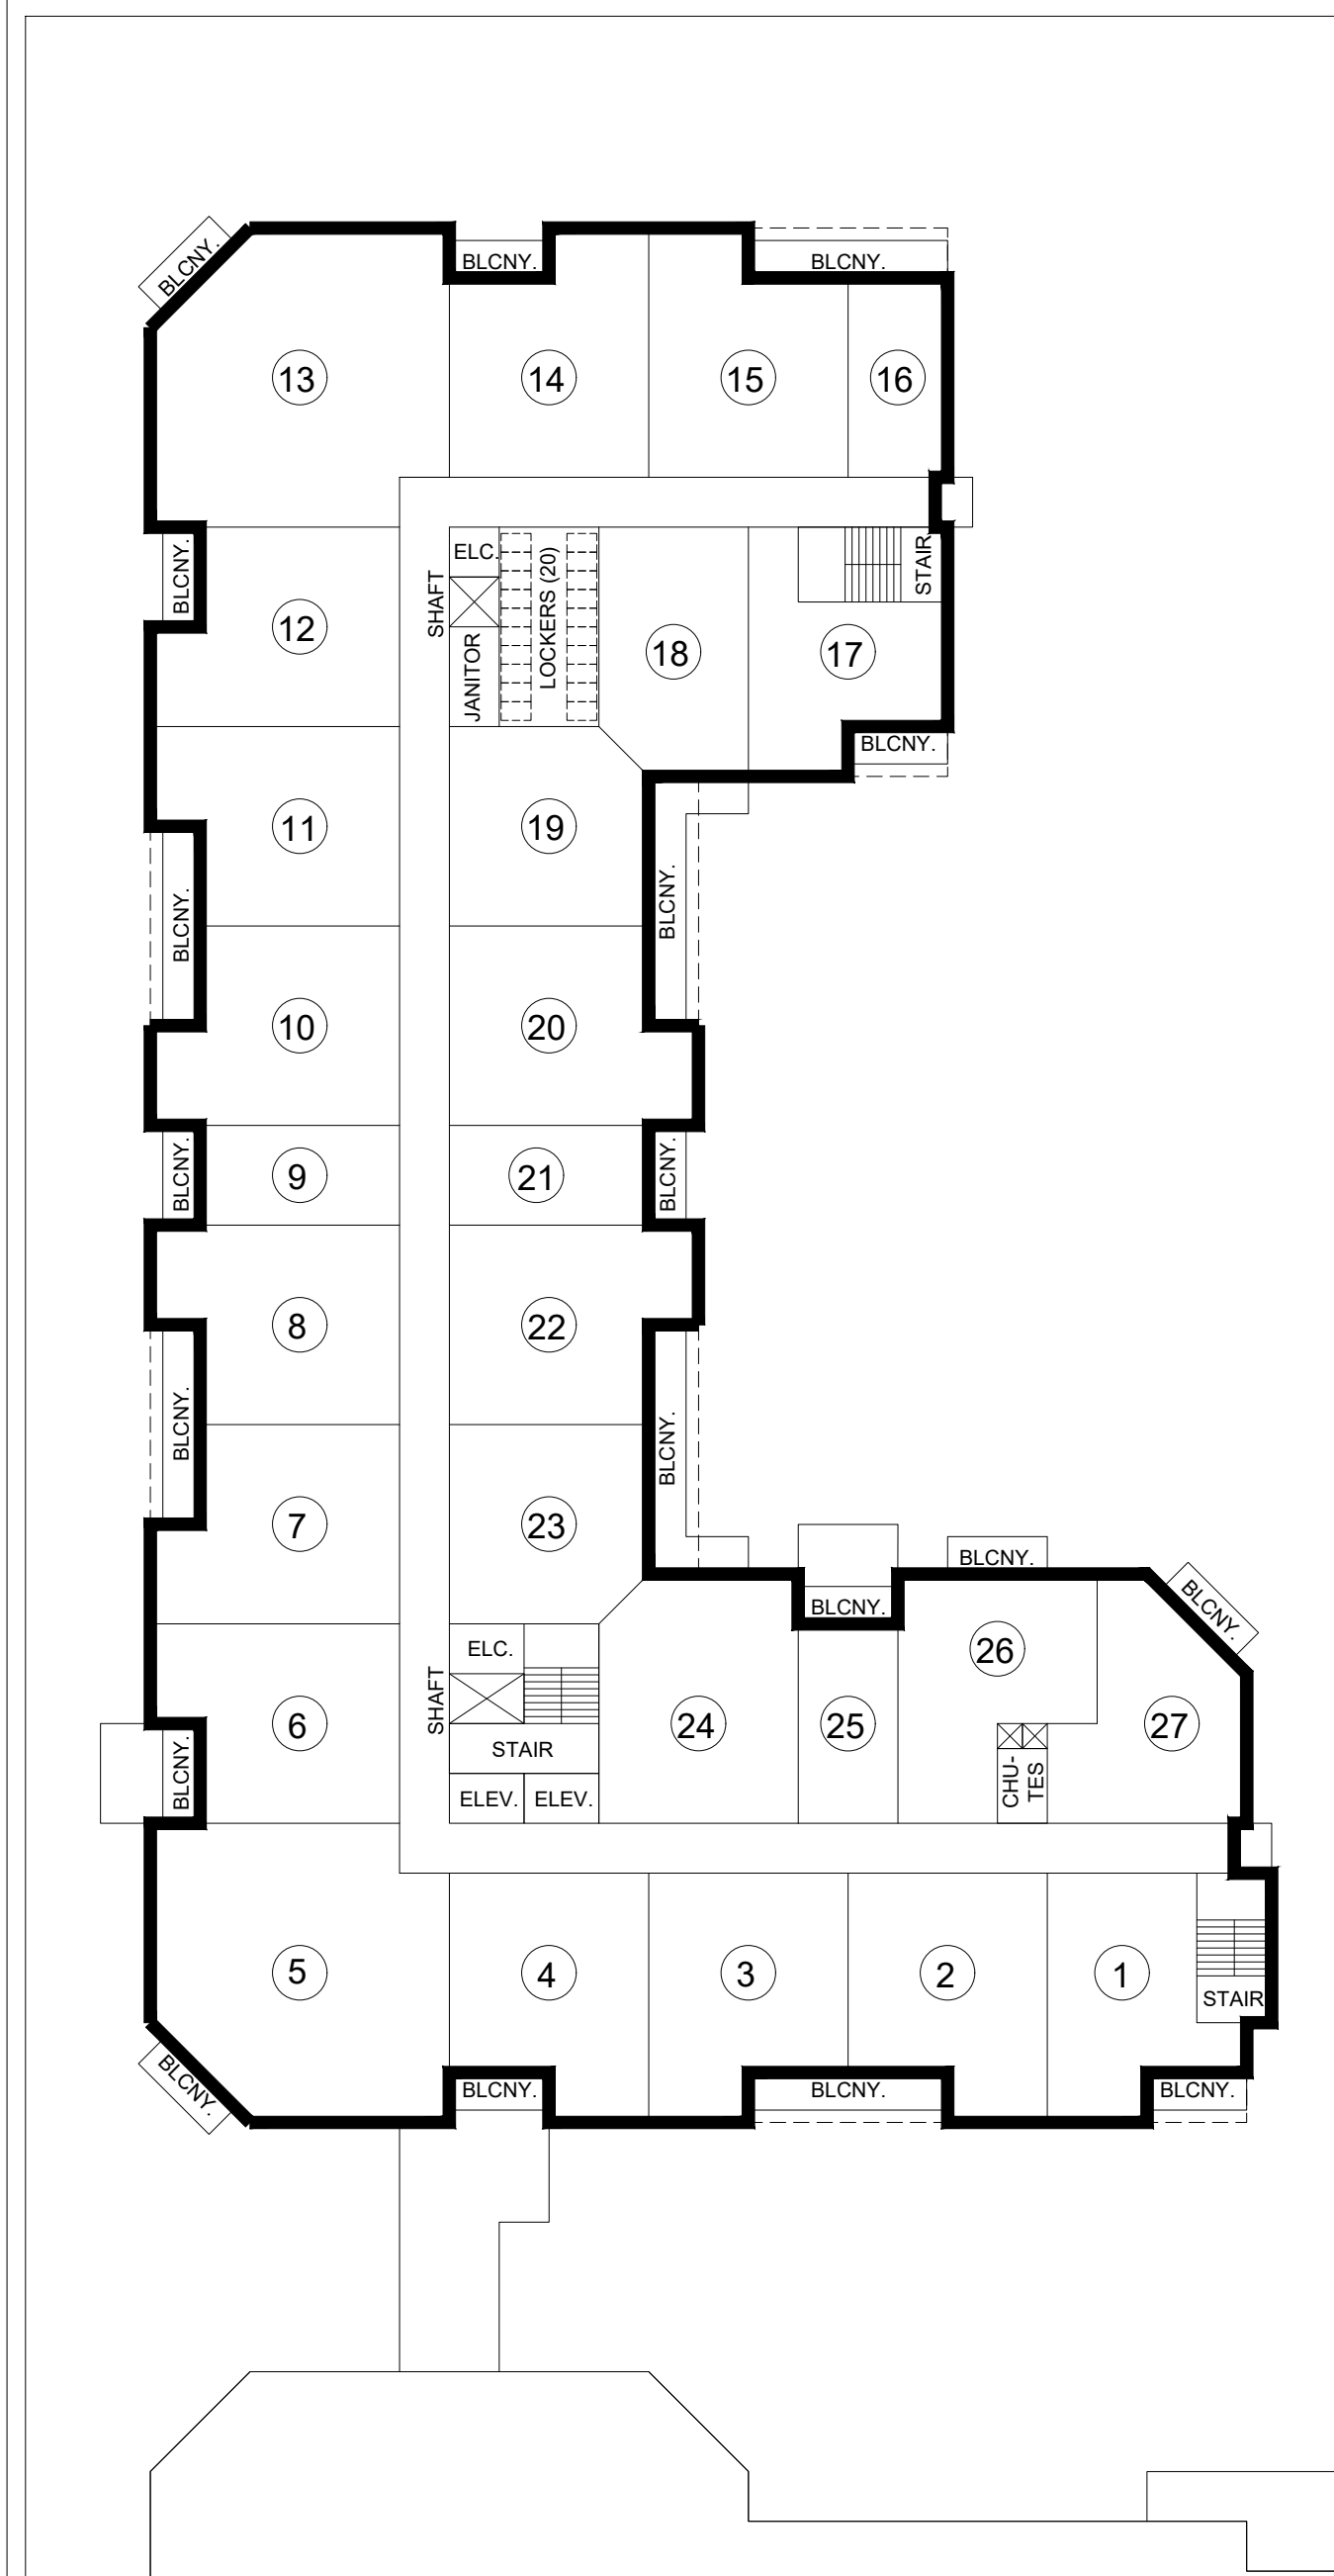 BLCNY.
BLCNY.
BLCNY.
13
14
15
16
BLCNY.
SHAFT
ELC.
JANITOR
LOCKERS (20)
STAIR
12
18
17
BLCNY.
11
19
BLCNY.
BLCNY.
10
20
BLCNY.
9
21
BLCNY.
8
22
BLCNY.
BLCNY.
7
23
BLCNY.
BLCNY.
BLCNY.
ELC.
26
SHAFT
6
24
25
27
BLCNY.
STAIR
CHU-
TES
ELEV.
ELEV.
5
4
3
2
1
STAIR
BLCNY.
BLCNY.
BLCNY.
BLCNY.